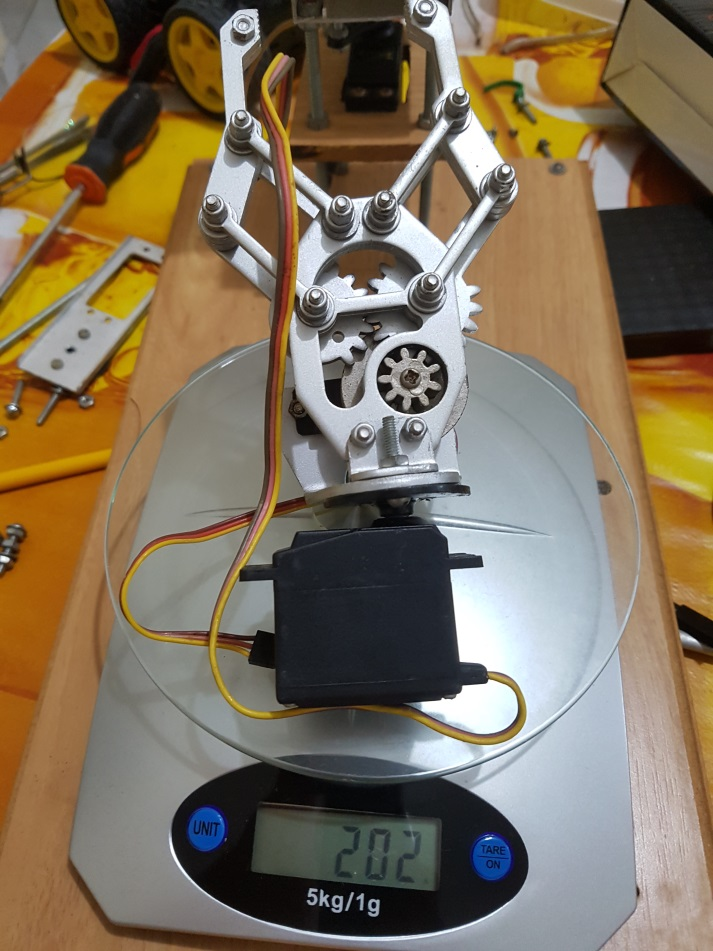 UNIT
202
TARE
ON
5kg/1g